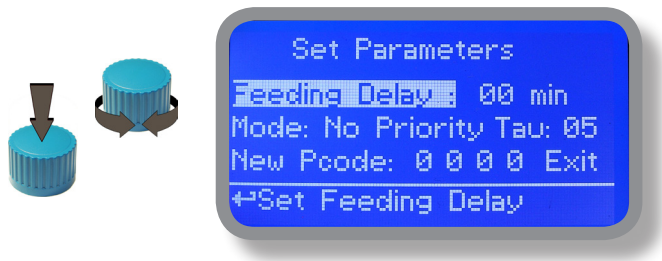 Set Parameters
Feeding Delay : 00 min
Mode: No Priority Tau: 05
New Pcode: 0 0 0 0 Exit
↵Set Feeding Delay